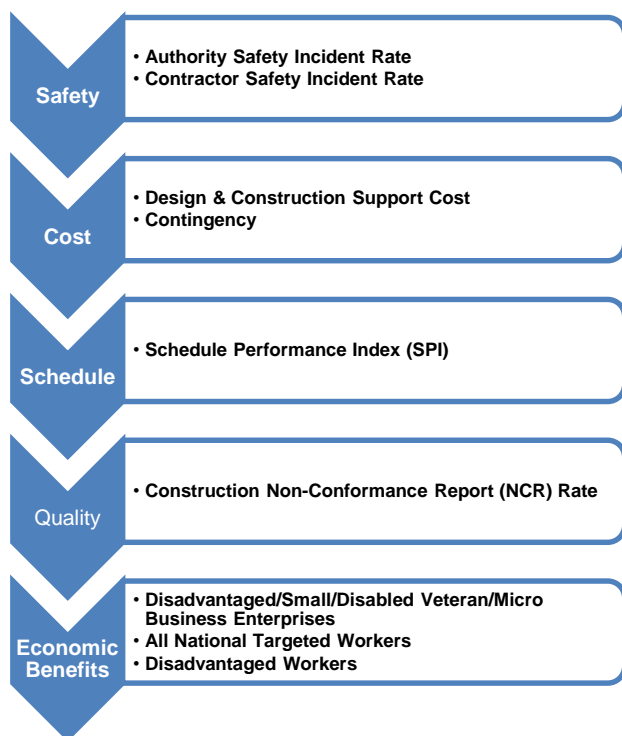 Safety
• Authority Safety Incident Rate
• Contractor Safety Incident Rate
Cost
• Design & Construction Support Cost
• Contingency
Schedule
• Schedule Performance Index (SPI)
Quality
• Construction Non-Conformance Report (NCR) Rate
Economic
Benefits
• Disadvantaged/Small/Disabled Veteran/Micro
Business Enterprises
• All National Targeted Workers
• Disadvantaged Workers